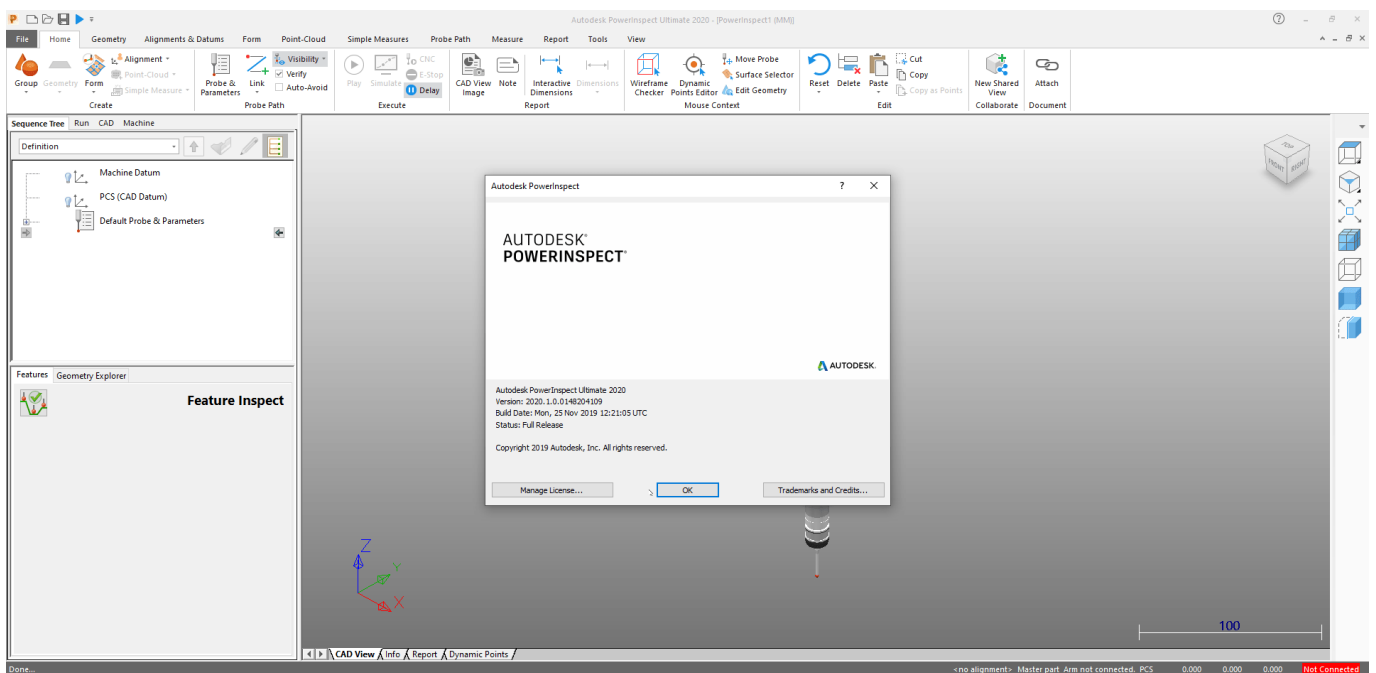 Autodesk PowerInspect Ultimate 2020 - [PowerInspect1 (MM)]
File Home Geometry Alignments & Datums Form Point-Cloud Simple Measures Probe Path Measure Report Tools View
Group
Geometry
Form
Alignment
Point-Cloud
Simple Measure
Create
Probe & Parameters
Link
Visibility
Verify
Auto-Avoid
Probe Path
Play
Simulate
CNC
E-Stop
Delay
Execute
CAD View Image
Note
Interactive Dimensions
Dimensions
Report
Wireframe Checker
Dynamic Points Editor
Move Probe
Surface Selector
Edit Geometry
Mouse Context
Reset
Delete
Paste
Cut
Copy
Copy as Points
Edit
New Shared View
Collaborate
Attach
Document
Sequence Tree Run CAD Machine
Definition
Machine Datum
PCS (CAD Datum)
Default Probe & Parameters
Features Geometry Explorer
Feature Inspect
TOP
FRONT RIGHT
Autodesk PowerInspect ? X
AUTODESK®
POWERINSPECT®
AUTODESK.
Autodesk PowerInspect Ultimate 2020
Version: 2020.1.0.0148204109
Build Date: Mon, 25 Nov 2019 12:21:05 UTC
Status: Full Release
Copyright 2019 Autodesk, Inc. All rights reserved.
Manage License... OK Trademarks and Credits...
Z
Y
X
100
CAD View Info Report Dynamic Points
Done... <no alignment> Master part Arm not connected. PCS 0.000 0.000 0.000 Not Connected